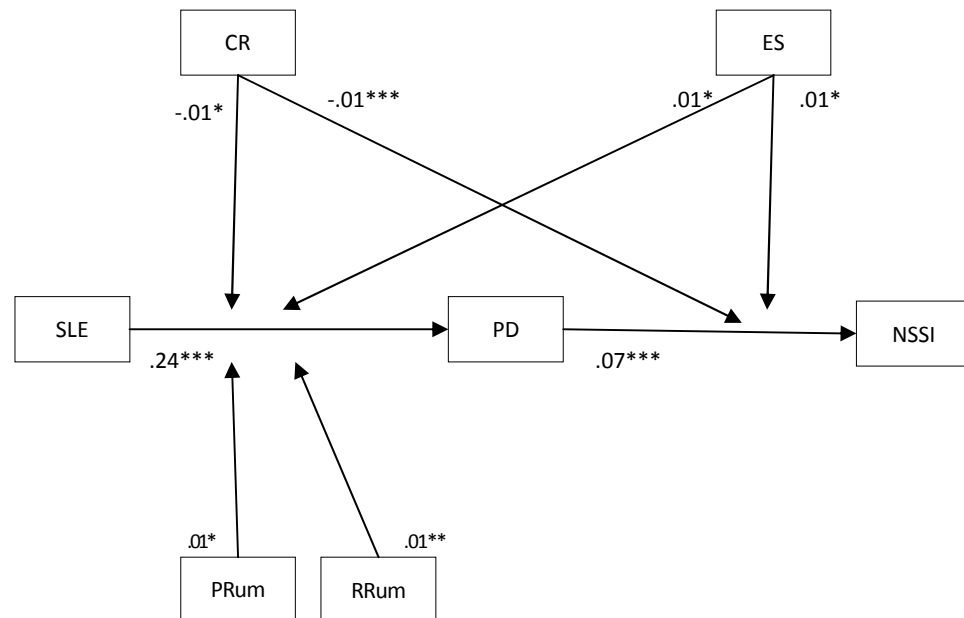 CR
ES
-.01*
-.01***
.01*
.01*
SLE
PD
NSSI
.24***
.07***
.01*
.01**
PRum
RRum